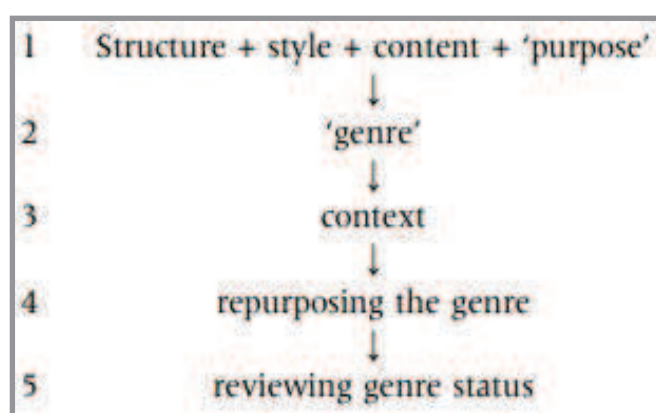 1 Structure + style + content + ‘purpose’
↓
2 ‘genre’
↓
3 context
↓
4 repurposing the genre
↓
5 reviewing genre status